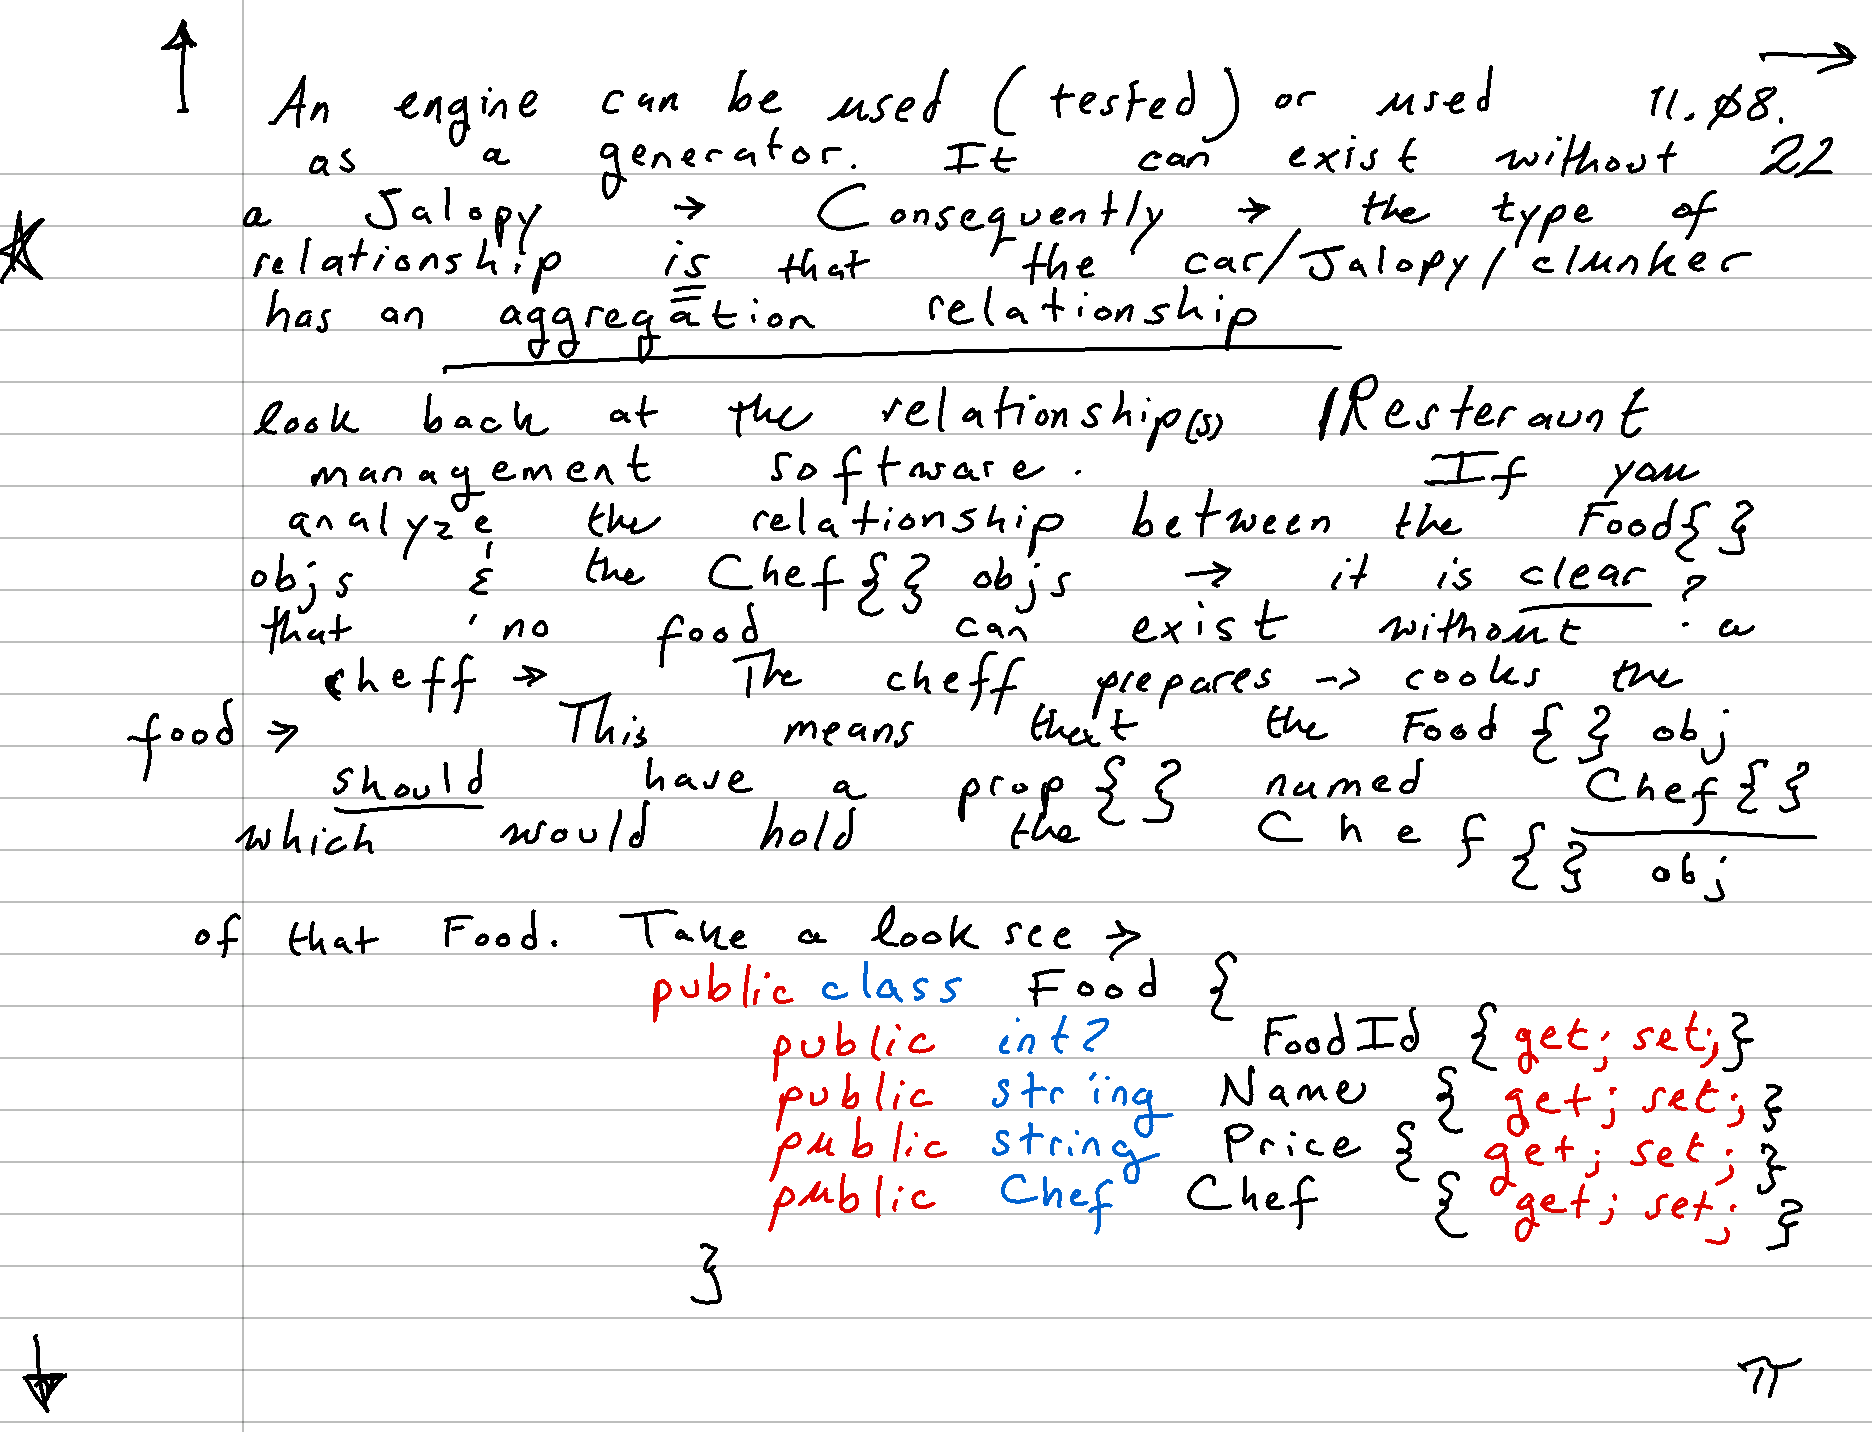 An engine can be used (tested) or used 11.Ø8.
as a generator. It can exist without 22
a Jalopy → Consequently → the type of
relationship is that the car/Jalopy/clunker
has an aggregation relationship
look back at the relationship(s) Resteraunt
management software. If you
analyze the relationship between the Food{}
objs & the Chef{} objs → it is clear ?
that no food can exist without a
cheff → The cheff prepares → cooks the
food → This means that the Food{} obj
should have a prop{} named Chef{}
which would hold the Chef{} obj
of that Food. Take a look see →
public class Food {
public int? FoodId {get; set;}
public string Name {get; set;}
public string Price {get; set;}
public Chef Chef {get; set;}
}
π